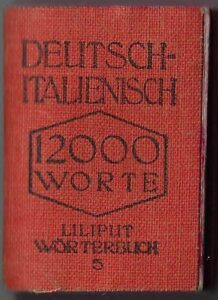 DEUTSCH-
ITALIENISCH
12000
WORTE
LILIPUT
WÖRTERBUCH
5